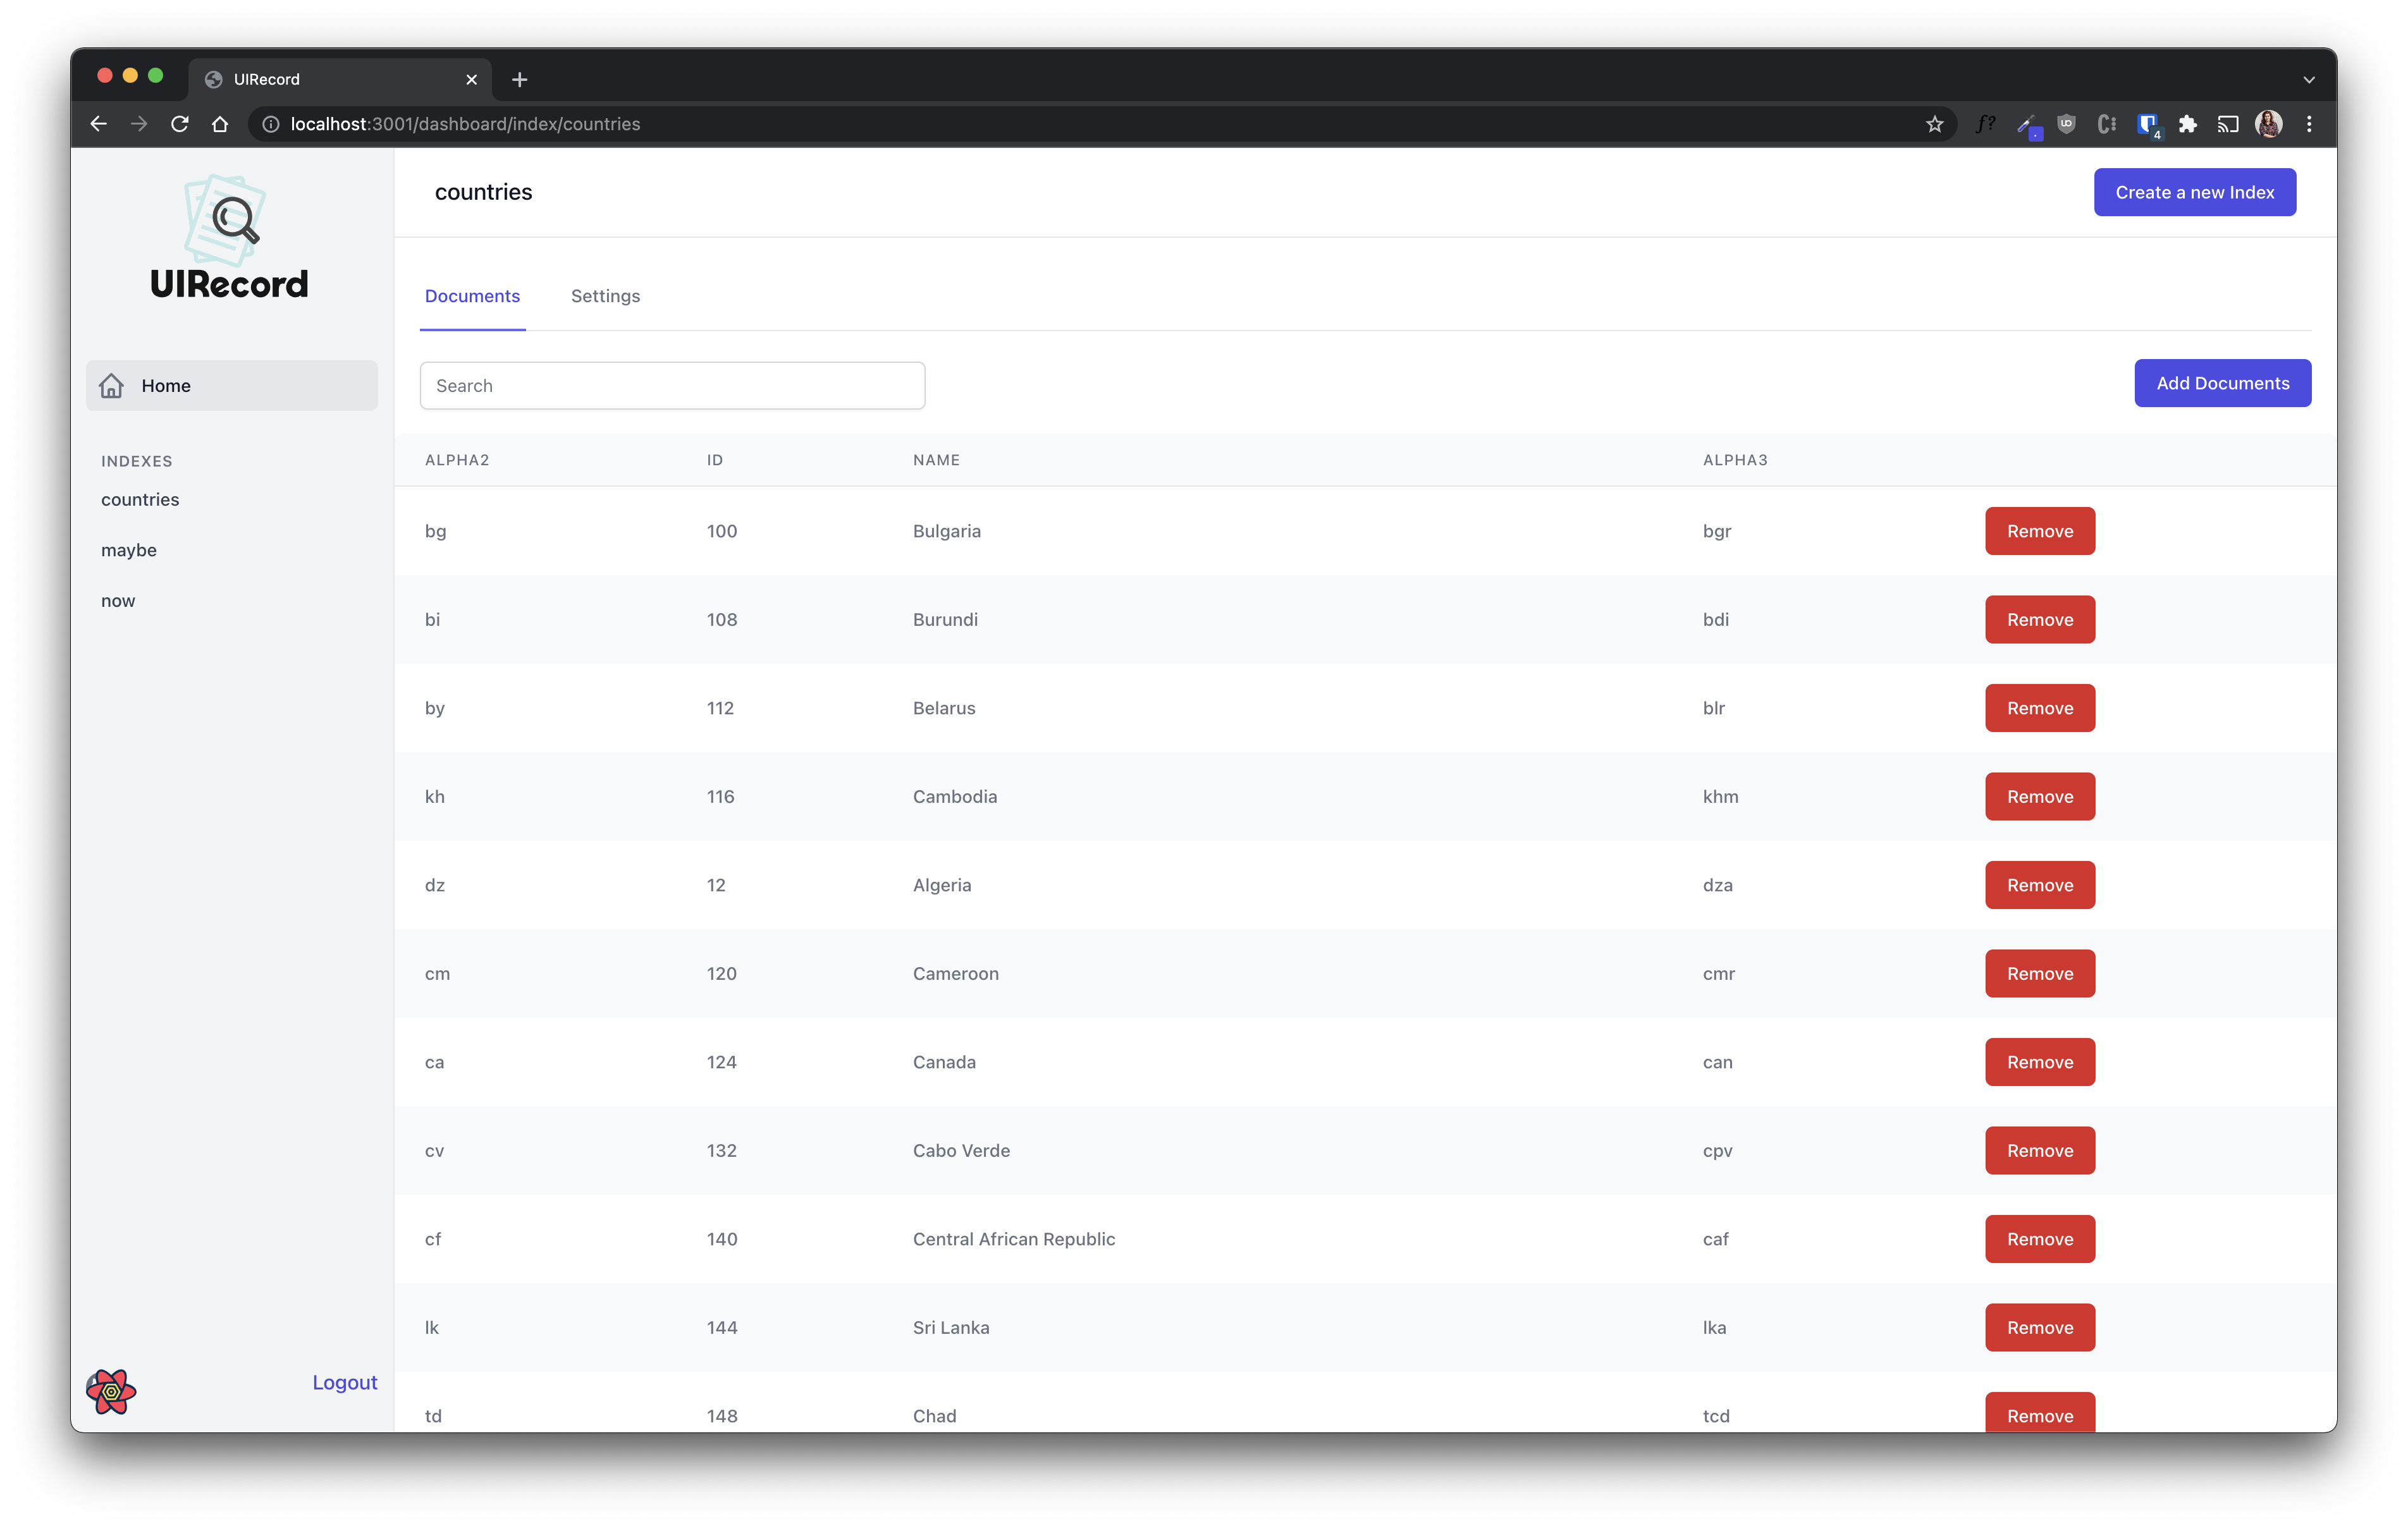 UIRecord
localhost:3001/dashboard/index/countries
f?
4
UIRecord
Home
INDEXES
countries
maybe
now
Logout
countries
Create a new Index
Documents Settings
Search
Add Documents
ALPHA2 ID NAME ALPHA3
bg 100 Bulgaria bgr Remove
bi 108 Burundi bdi Remove
by 112 Belarus blr Remove
kh 116 Cambodia khm Remove
dz 12 Algeria dza Remove
cm 120 Cameroon cmr Remove
ca 124 Canada can Remove
cv 132 Cabo Verde cpv Remove
cf 140 Central African Republic caf Remove
lk 144 Sri Lanka lka Remove
td 148 Chad tcd Remove